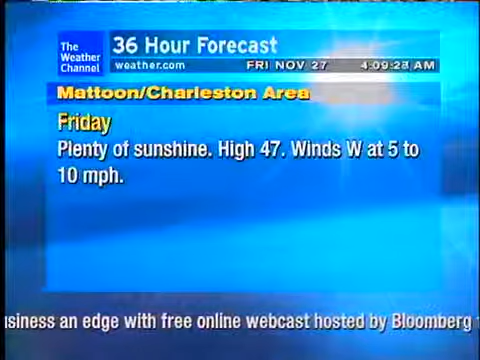 The
Weather
Channel
36 Hour Forecast
weather.com FRI NOV 27 4:09:23 AM
Mattoon/Charleston Area
Friday
Plenty of sunshine. High 47. Winds W at 5 to
10 mph.
an edge with free online webcast hosted by Bloomberg